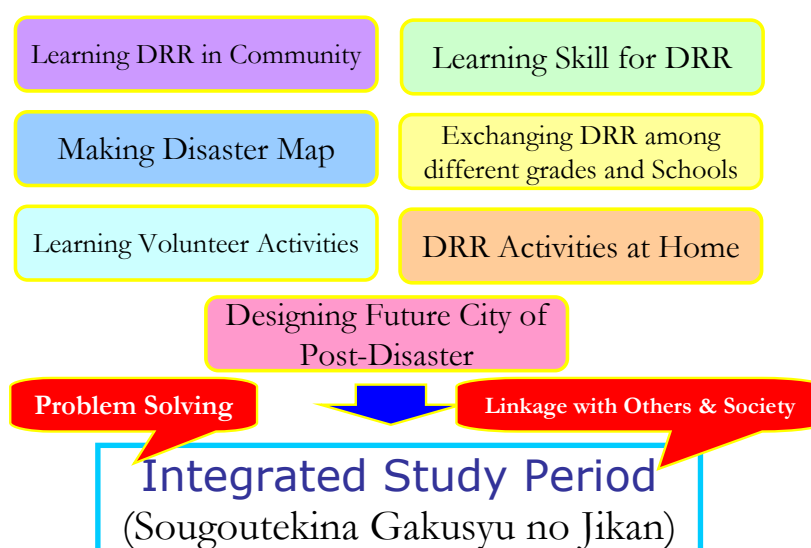 Learning DRR in Community
Learning Skill for DRR
Making Disaster Map
Exchanging DRR among
different grades and Schools
Learning Volunteer Activities
DRR Activities at Home
Designing Future City of
Post-Disaster
Problem Solving
Linkage with Others & Society
Integrated Study Period
(Sougoutekina Gakusyu no Jikan)